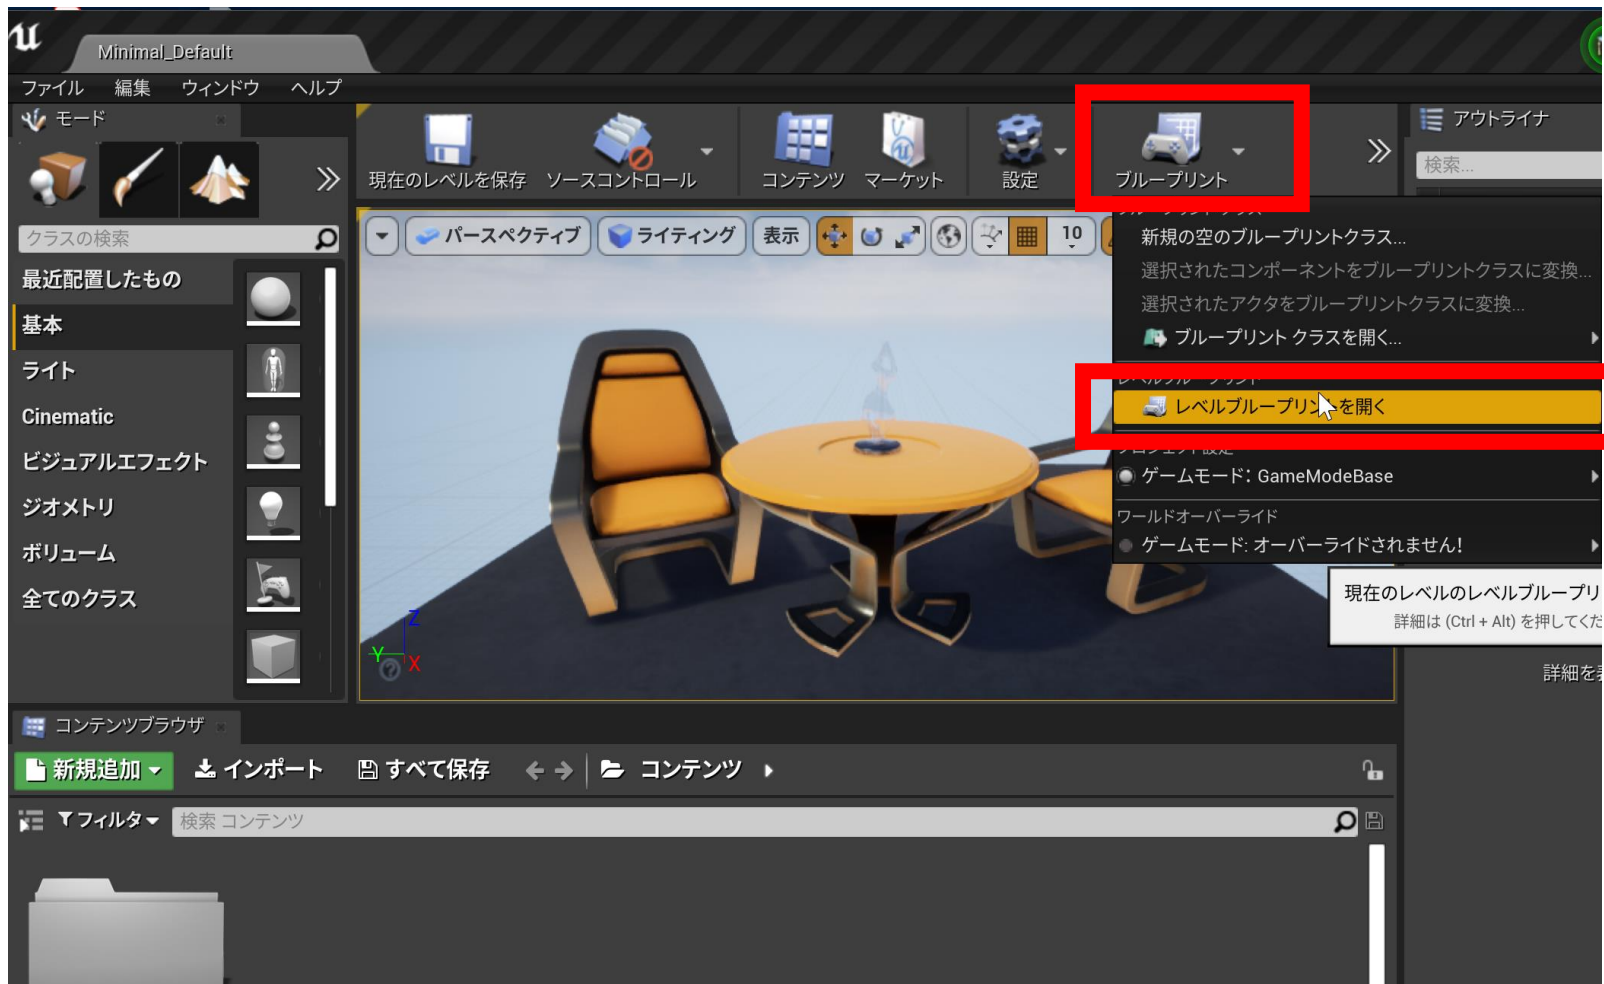 Minimal_Default
ファイル 編集 ウィンドウ ヘルプ
モード
現在のレベルを保存 ソースコントロール コンテンツ マーケット 設定 ブループリント
アウトライナ
検索...
クラスの検索
最近配置したもの
基本
ライト
Cinematic
ビジュアルエフェクト
ジオメトリ
ボリューム
全てのクラス
パースペクティブ ライティング 表示 10
新規の空のブループリントクラス...
選択されたコンポーネントをブループリントクラスに変換...
選択されたアクタをブループリントクラスに変換...
ブループリント クラスを開く...
レベルブループリントを開く
ゲームモード: GameModeBase
ワールドオーバーライド
ゲームモード: オーバーライドされません!
現在のレベルのレベルブループリ
詳細は (Ctrl + Alt) を押してくだ
詳細を
Z
Y
X
コンテンツブラウザ
新規追加 インポート すべて保存 コンテンツ
フィルタ 検索 コンテンツ